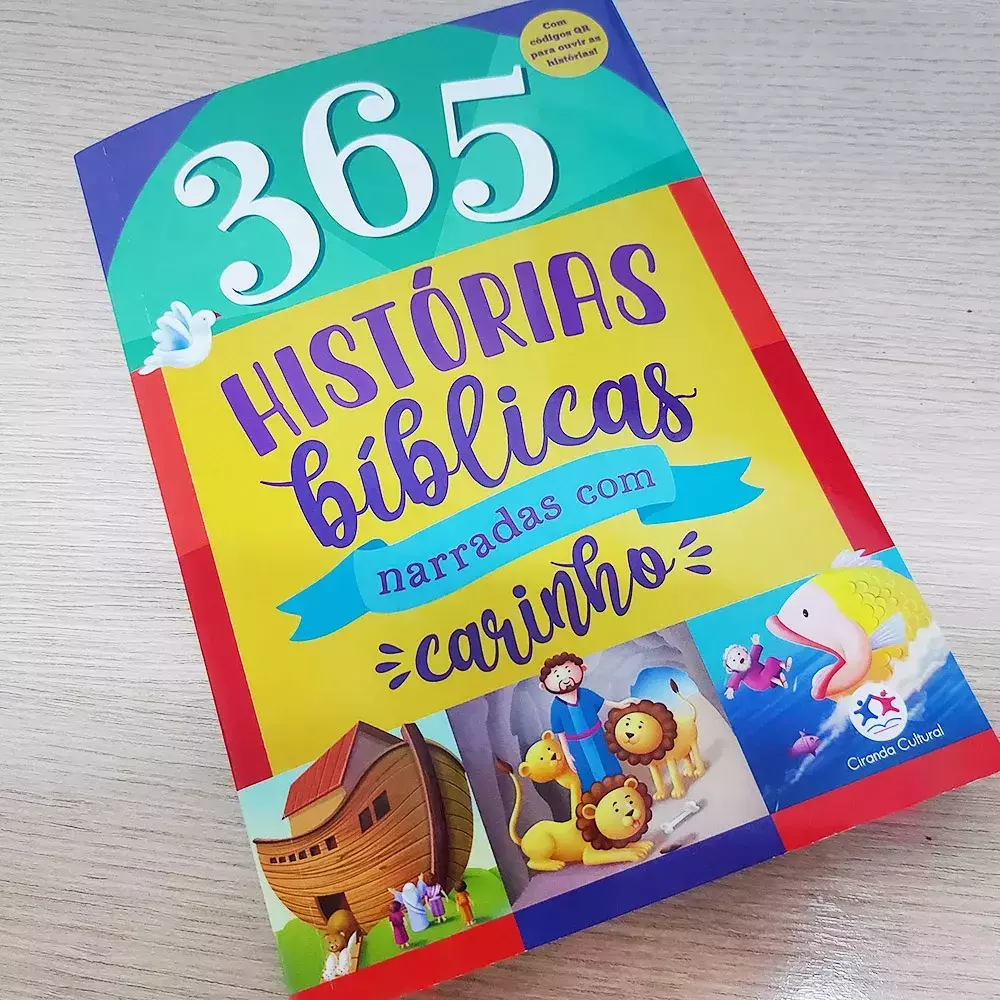 Com
códigos QR
para ouvir as
histórias!
365
HISTÓRIAS
bíblicas
narradas com
carinho
Ciranda Cultural